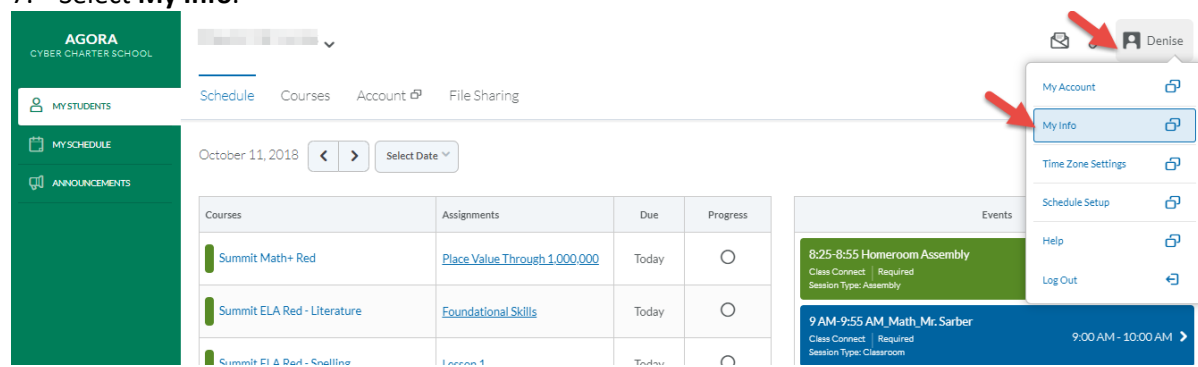 Select My Info.
AGORA
CYBER CHARTER SCHOOL
Denise
MY STUDENTS
MY SCHEDULE
ANNOUNCEMENTS
Schedule Courses Account File Sharing
October 11, 2018 Select Date
My Account
My Info
Time Zone Settings
Schedule Setup
Help
Log Out
Courses Assignments Due Progress
Summit Math+ Red Place Value Through 1,000,000 Today
Summit ELA Red - Literature Foundational Skills Today
Summit ELA Red - Spelling Lesson 1 Today
Events
8:25-8:55 Homeroom Assembly
Class Connect Required
Session Type: Assembly
9 AM-9:55 AM_Math_Mr. Sarber
Class Connect Required
Session Type: Classroom
9:00 AM - 10:00 AM